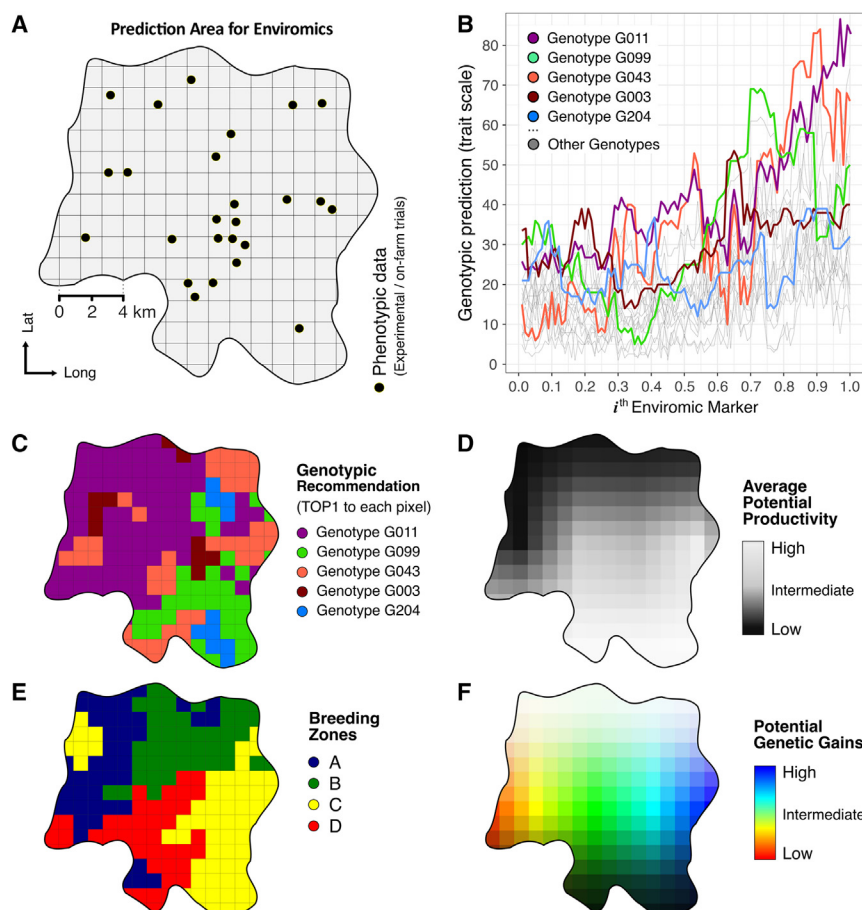 A
Prediction Area for Enviromics
0 2 4 km
Lat
Long
Phenotypic data
(Experimental / on-farm trials)
B
Genotypic prediction (trait scale)
80
70
60
50
40
30
20
10
0
Genotype G011
Genotype G099
Genotype G043
Genotype G003
Genotype G204
...
Other Genotypes
0.0 0.1 0.2 0.3 0.4 0.5 0.6 0.7 0.8 0.9 1.0
ith Enviromic Marker
C
Genotypic
Recommendation
(TOP1 to each pixel)
Genotype G011
Genotype G099
Genotype G043
Genotype G003
Genotype G204
D
Average
Potential
Productivity
High
Intermediate
Low
E
Breeding
Zones
A
B
C
D
F
Potential
Genetic Gains
High
Intermediate
Low